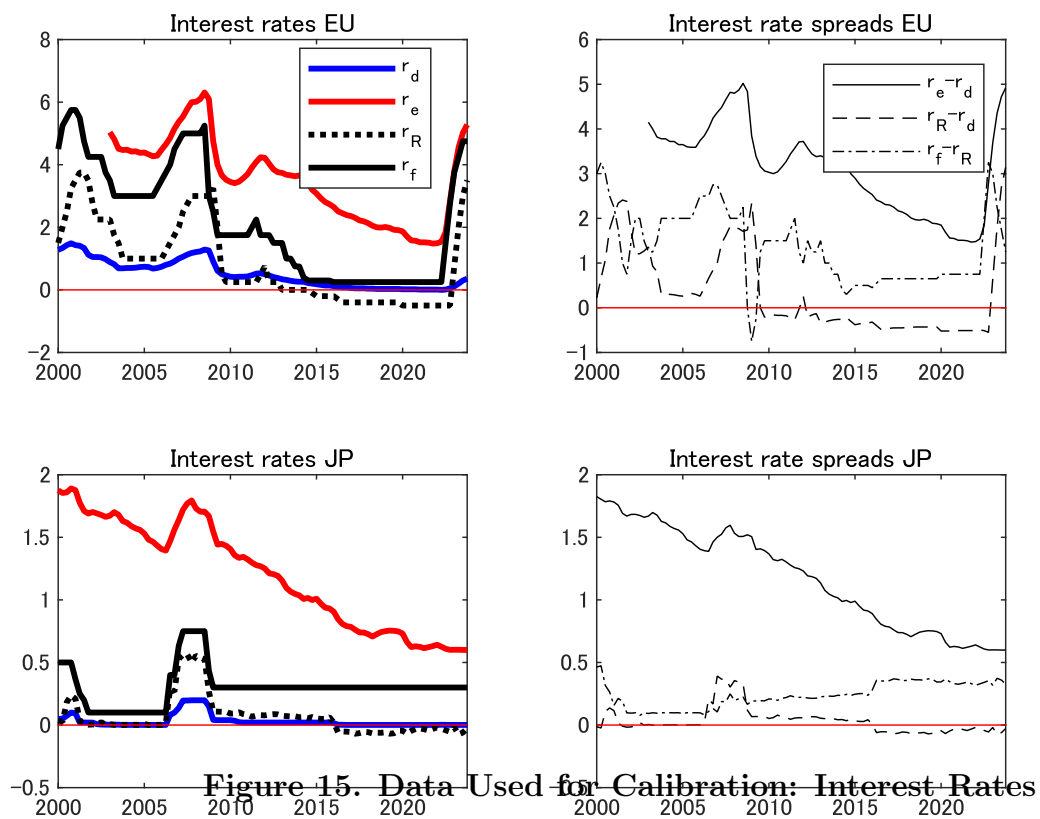 Interest rates EU
8
6
4
2
0
−2
2000 2005 2010 2015 2020
r_d
r_e
r_R
r_f
Interest rate spreads EU
6
5
4
3
2
1
0
−1
2000 2005 2010 2015 2020
r_e−r_d
r_R−r_d
r_f−r_R
Interest rates JP
2
1.5
1
0.5
0
−0.5
2000 2005 2010 2015 2020
Interest rate spreads JP
2
1.5
1
0.5
0
−0.5
2000 2005 2010 2015 2020
Figure 15. Data Used for Calibration: Interest Rates